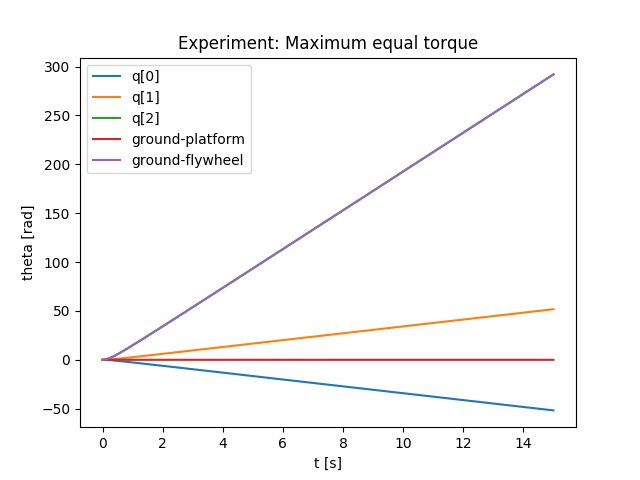 Experiment: Maximum equal torque
q[0]
q[1]
q[2]
ground-platform
ground-flywheel
theta [rad]
300
250
200
150
100
50
0
−50
0 2 4 6 8 10 12 14
t [s]